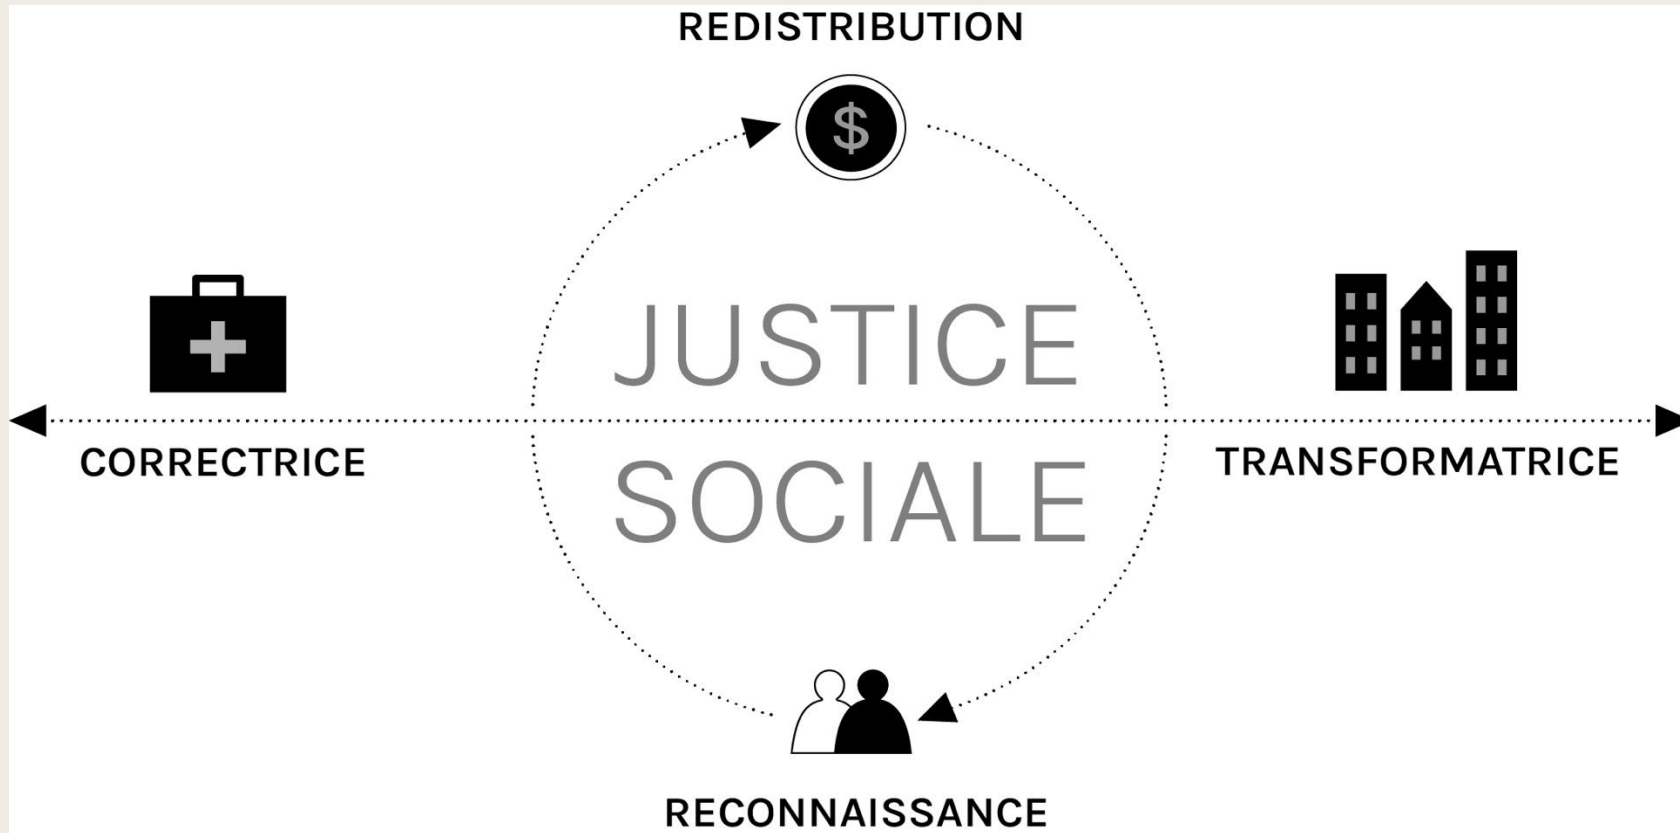 REDISTRIBUTION
$
JUSTICE
CORRECTRICE
TRANSFORMATRICE
SOCIALE
RECONNAISSANCE